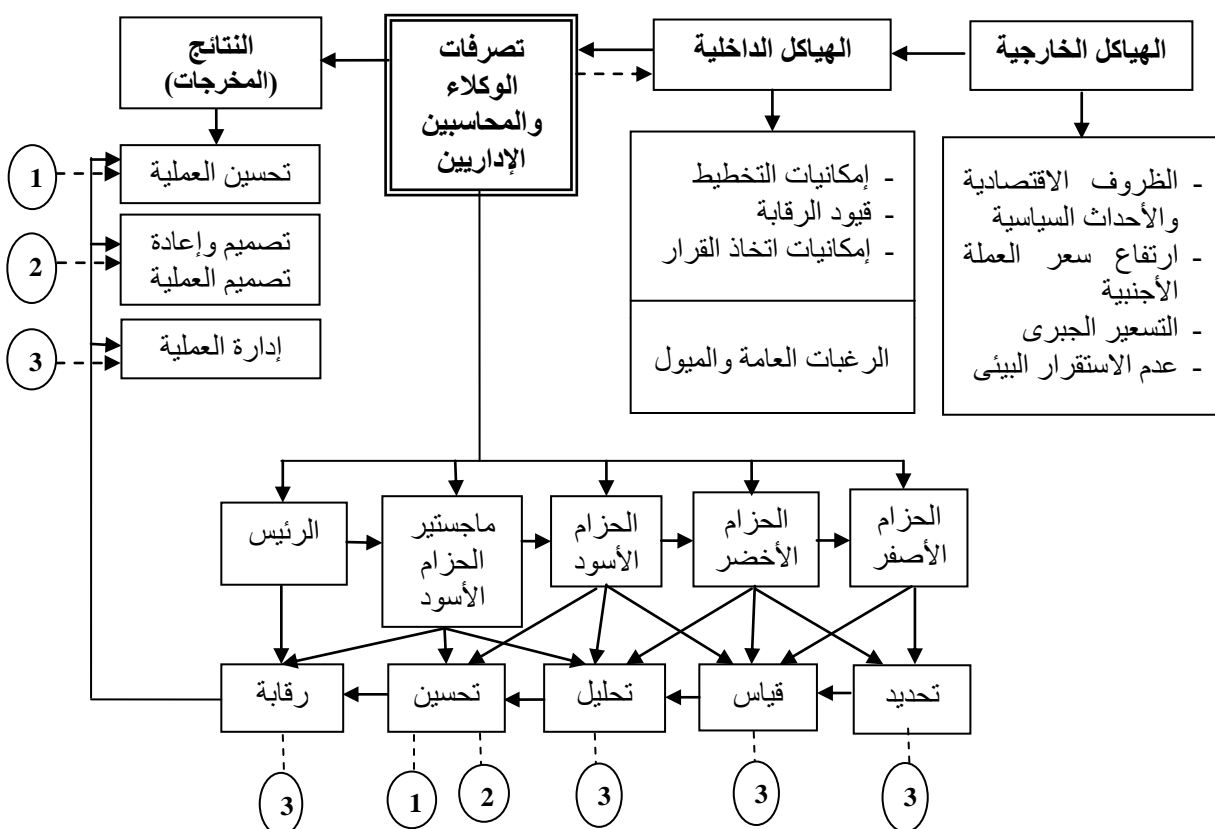 الهياكل الخارجية
الهياكل الداخلية
تصرفات
الوكلاء
والمحاسبين
الإداريين
النتائج
(المخرجات)
- الظروف الاقتصادية
والأحداث السياسية
- ارتفاع سعر العملة
الأجنبية
- التسعير الجبرى
- عدم الاستقرار البيئى
- إمكانيات التخطيط
- قيود الرقابة
- إمكانيات اتخاذ القرار
الرغبات العامة والميول
تحسين العملية
1
تصميم وإعادة
تصميم العملية
2
إدارة العملية
3
الحزام
الأصفر
الحزام
الأخضر
الحزام
الأسود
ماجستير
الحزام
الأسود
الرئيس
تحديد
قياس
تحليل
تحسين
رقابة
3
3
3
2
1
3